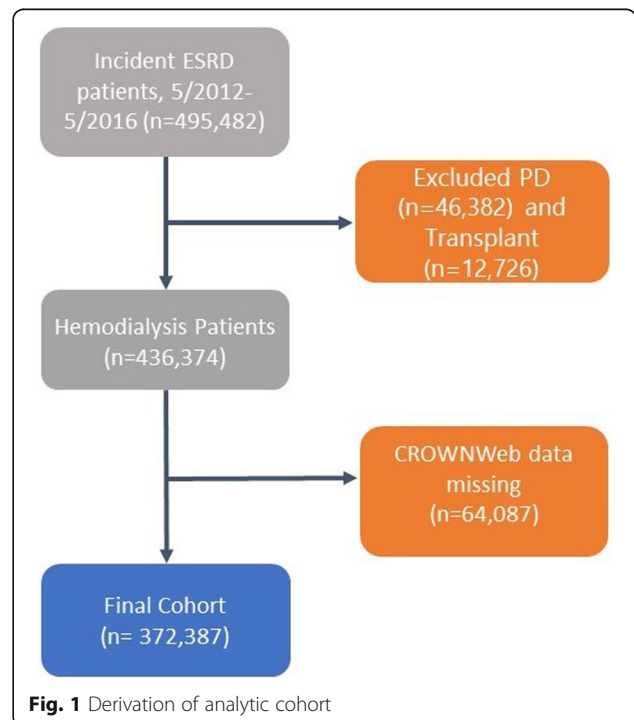 Incident ESRD
patients, 5/2012-
5/2016 (n=495,482)
Excluded PD
(n=46,382) and
Transplant
(n=12,726)
Hemodialysis Patients
(n=436,374)
CROWNWeb data
missing
(n=64,087)
Final Cohort
(n= 372,387)
Fig. 1 Derivation of analytic cohort